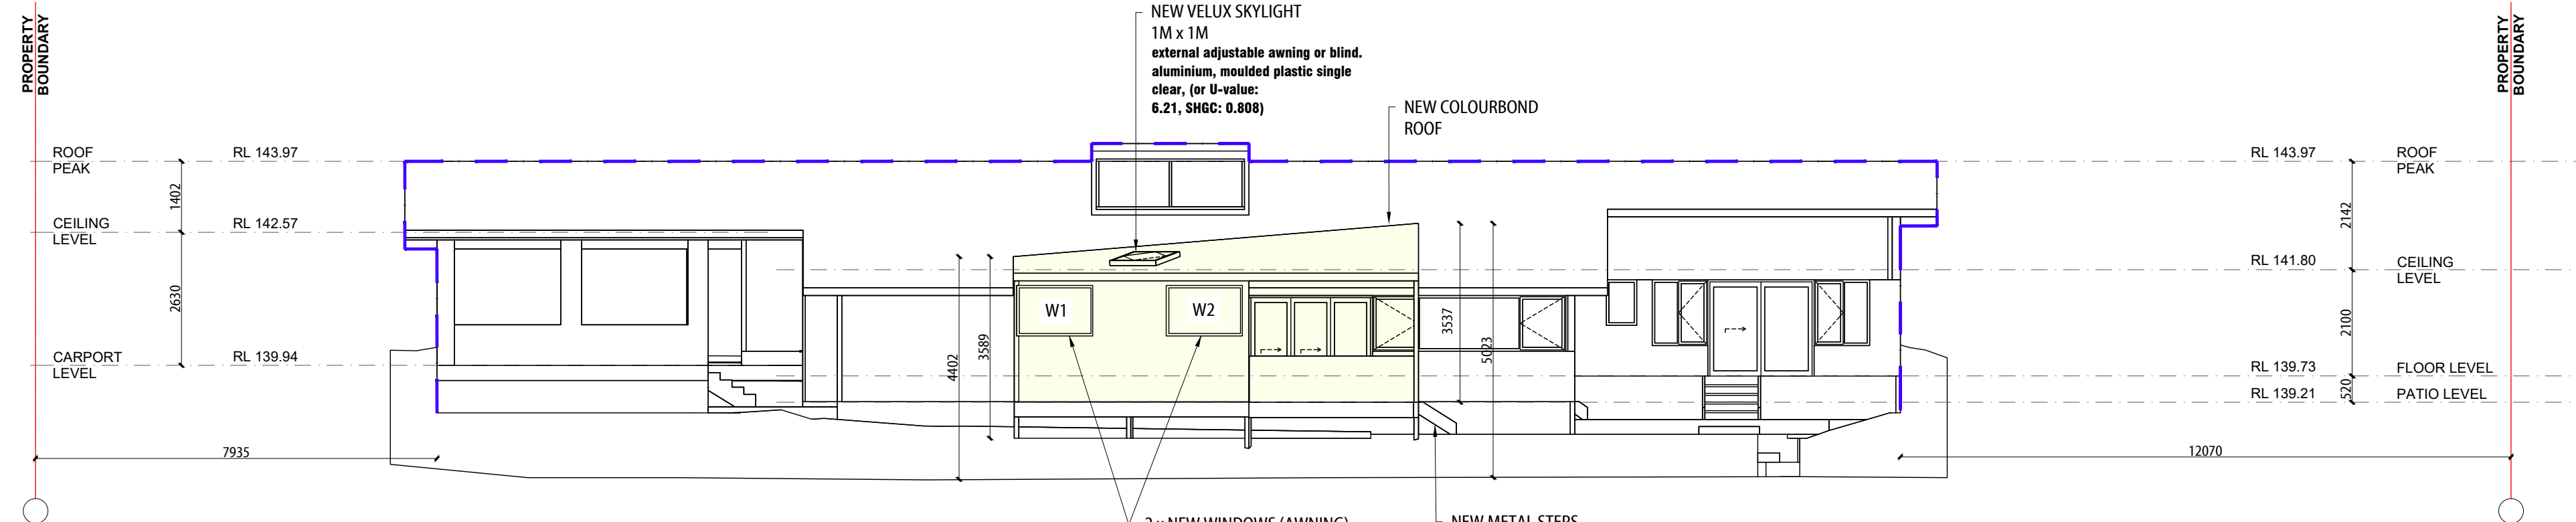 PROPERTY
BOUNDARY
NEW VELUX SKYLIGHT
1M x 1M
external adjustable awning or blind.
aluminium, moulded plastic single
clear, (or U-value:
6.21, SHGC: 0.808)
NEW COLOURBOND
ROOF
PROPERTY
BOUNDARY
ROOF
PEAK
RL 143.97
1402
CEILING
LEVEL
RL 142.57
2630
CARPORT
LEVEL
RL 139.94
7935
W1
W2
4402
3589
3537
5023
RL 143.97
ROOF
PEAK
2142
RL 141.80
CEILING
LEVEL
2100
RL 139.73
FLOOR LEVEL
520
RL 139.21
PATIO LEVEL
12070
2 x NEW WINDOWS (AWNING)
NEW METAL STEPS